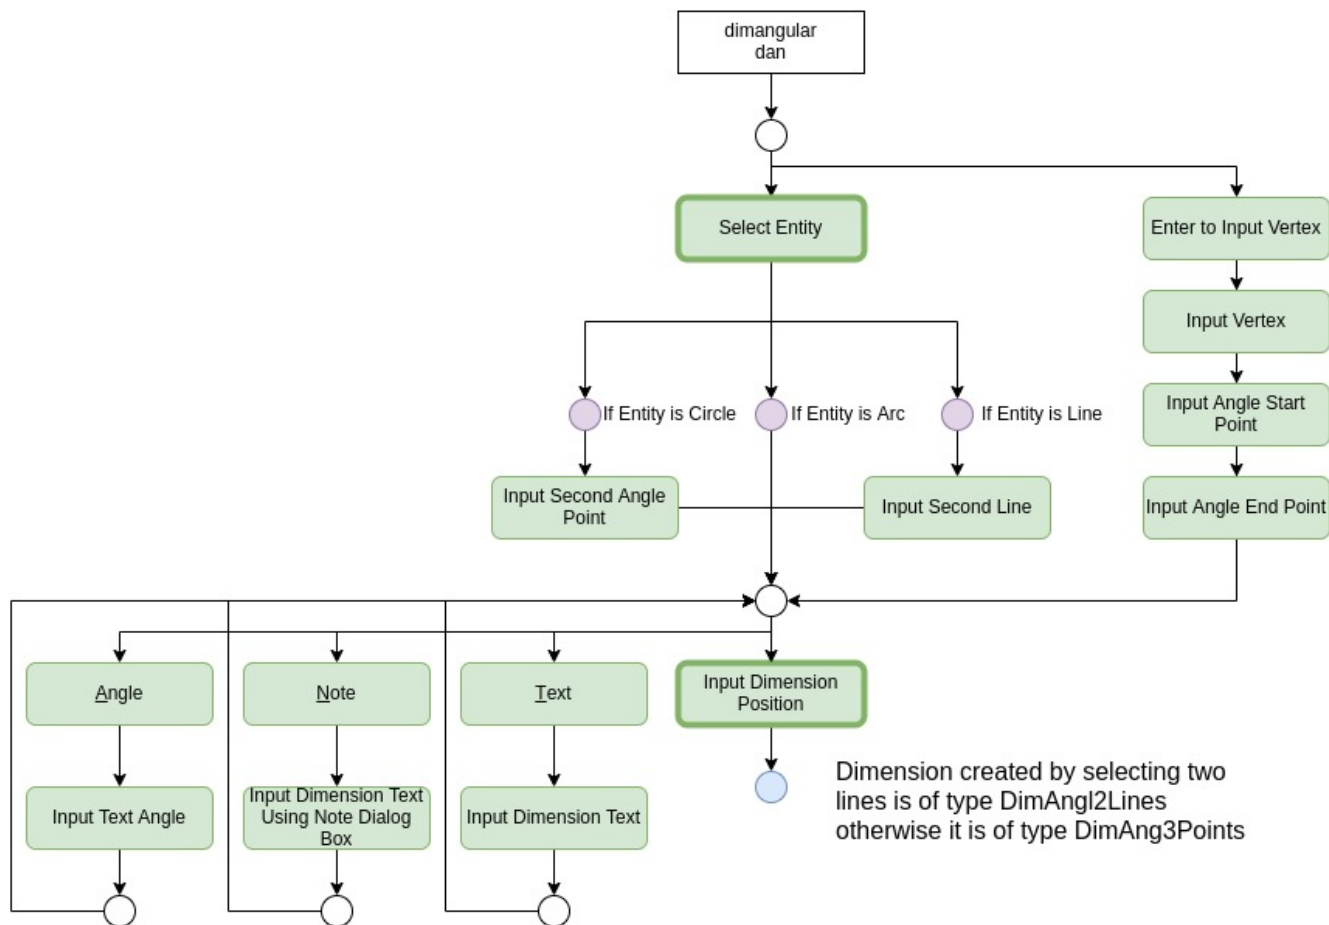 dimangular
dan
Select Entity
Enter to Input Vertex
Input Vertex
Input Angle Start
Point
Input Angle End Point
If Entity is Circle
If Entity is Arc
If Entity is Line
Input Second Angle
Point
Input Second Line
Angle
Note
Text
Input Dimension
Position
Input Text Angle
Input Dimension Text
Using Note Dialog
Box
Input Dimension Text
Dimension created by selecting two
lines is of type DimAngl2Lines
otherwise it is of type DimAng3Points